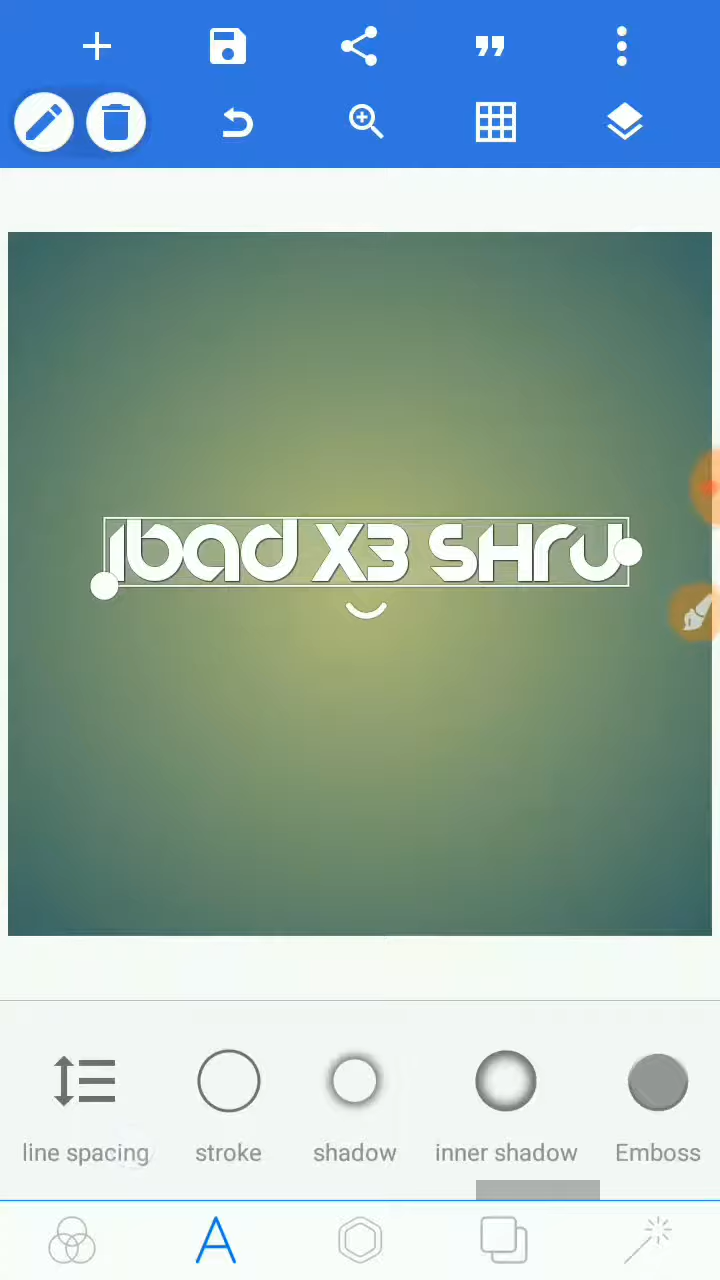 Ibad X3 SHru
line spacing
stroke
shadow
inner shadow
Emboss